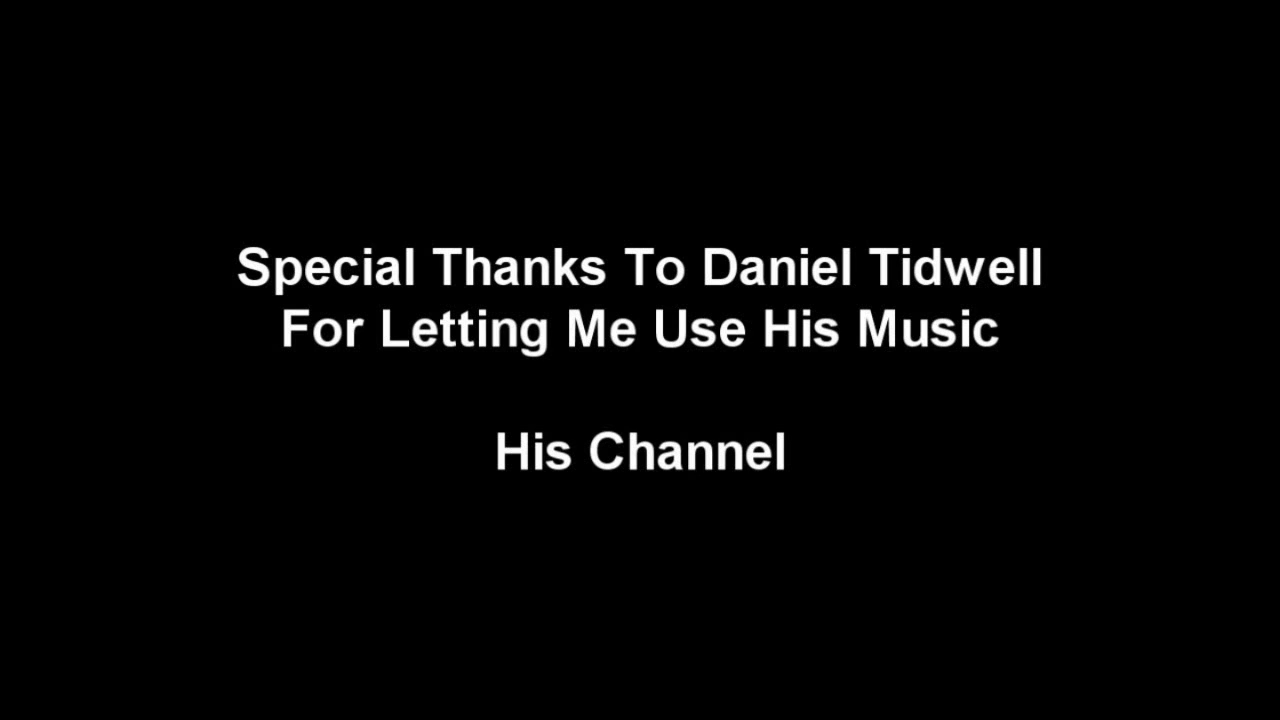 Special Thanks To Daniel Tidwell
For Letting Me Use His Music
His Channel